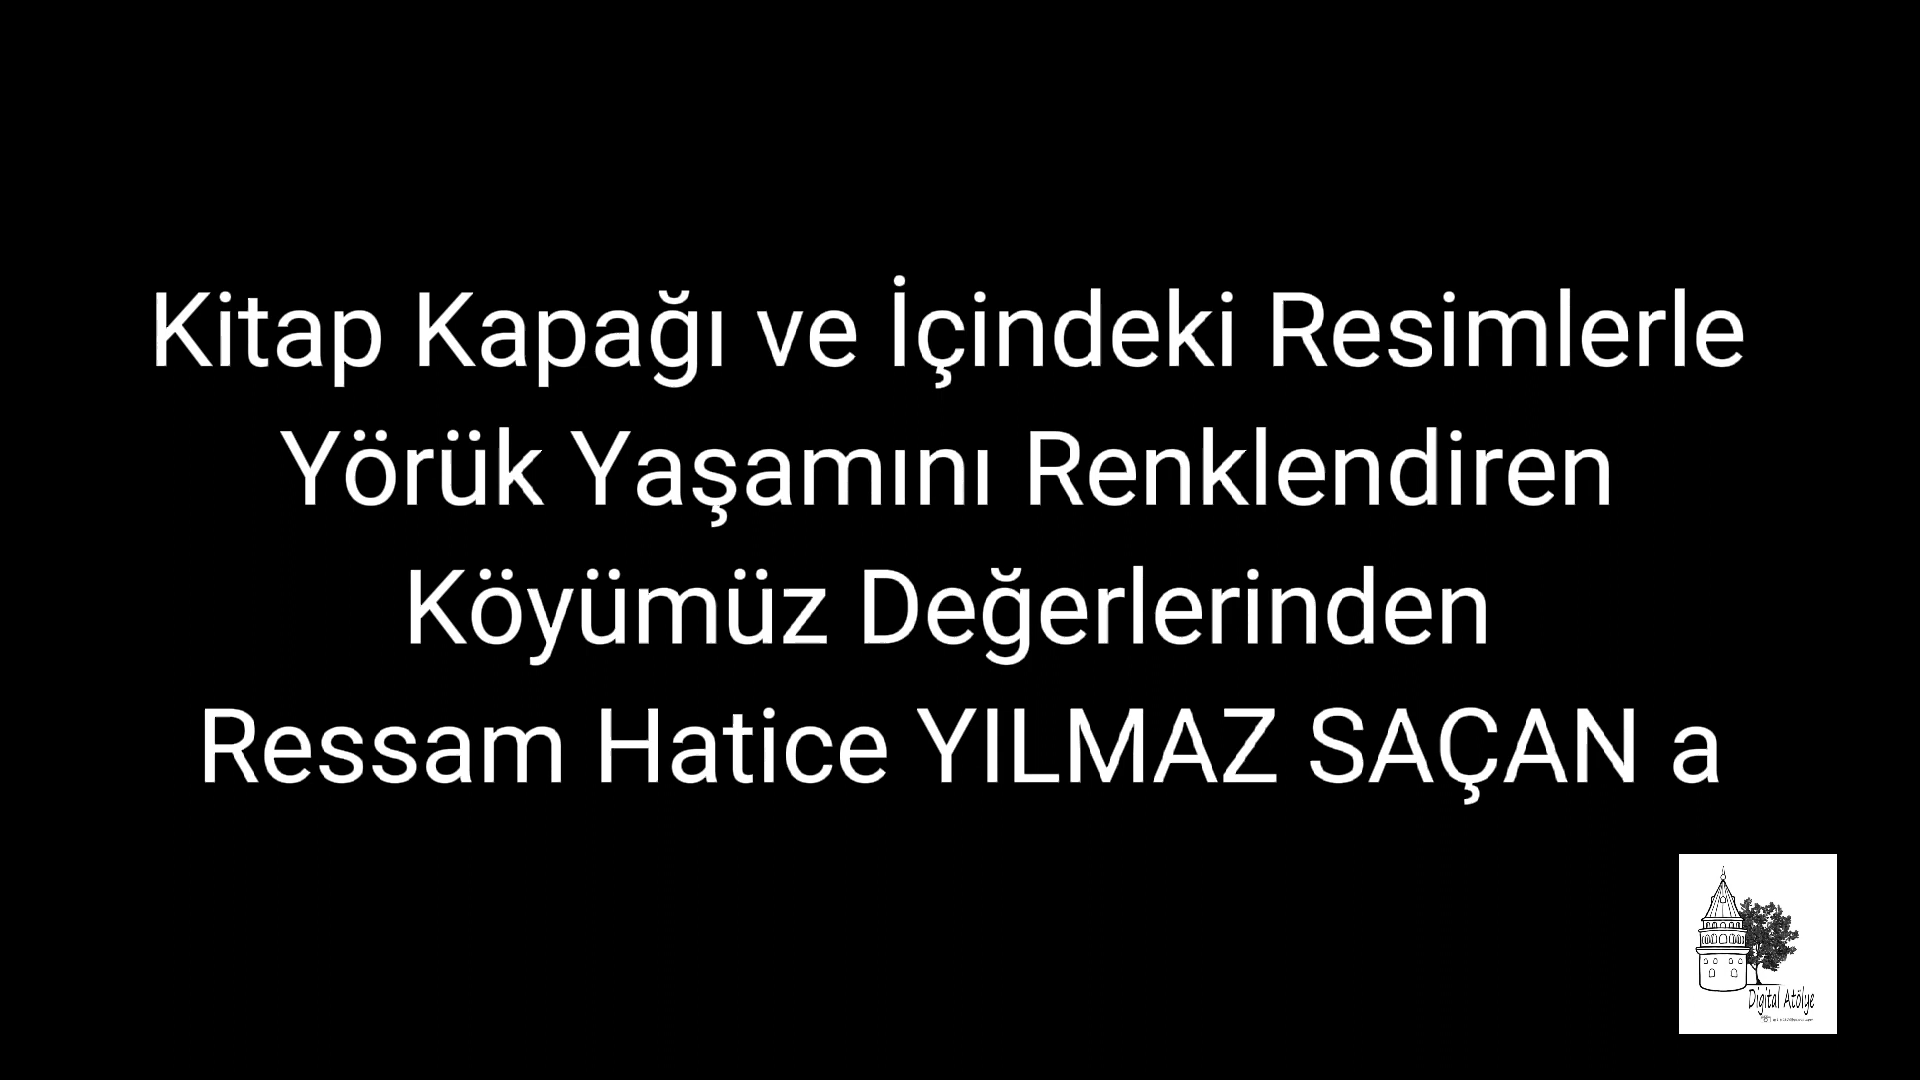 Kitap Kapağı ve İçindeki Resimlerle
Yörük Yaşamını Renklendiren
Köyümüz Değerlerinden
Ressam Hatice YILMAZ SAÇAN a
Digital Atölye